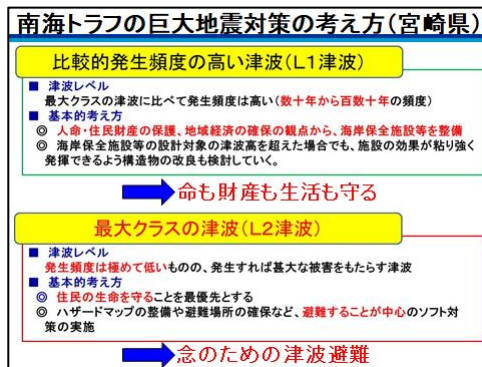 南海トラフの巨大地震対策の考え方(宮崎県)
比較的発生頻度の高い津波(L1津波)
■ 津波レベル
最大クラスの津波に比べて発生頻度は高い(数十年から百数十年の頻度)
■ 基本的考え方
◎ 人命・住民財産の保護、地域経済の確保の観点から、海岸保全施設等を整備
◎ 海岸保全施設等の設計対象の津波高を超えた場合でも、施設の効果が粘り強く
発揮できるよう構造物の改良も検討していく。
命も財産も生活も守る
最大クラスの津波(L2津波)
■ 津波レベル
発生頻度は極めて低いものの、発生すれば甚大な被害をもたらす津波
■ 基本的考え方
◎ 住民の生命を守ることを最優先とする
◎ ハザードマップの整備や避難場所の確保など、避難することが中心のソフト対
策の実施
念のための津波避難